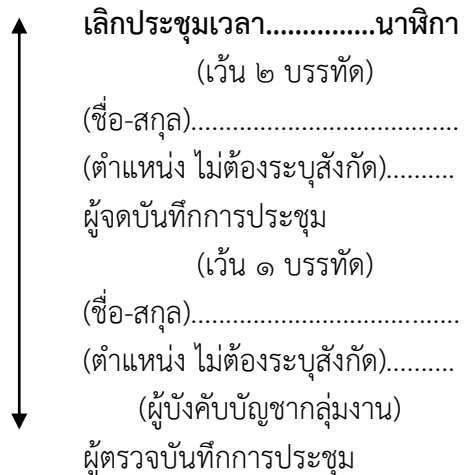 เลิกประชุมเวลา...............นาฬิกา
(เว้น ๒ บรรทัด)
(ชื่อ-สกุล)..................................
(ตำแหน่ง ไม่ต้องระบุสังกัด)..........
ผู้จดบันทึกการประชุม
(เว้น ๑ บรรทัด)
(ชื่อ-สกุล)..................................
(ตำแหน่ง ไม่ต้องระบุสังกัด)..........
(ผู้บังคับบัญชากลุ่มงาน)
ผู้ตรวจบันทึกการประชุม